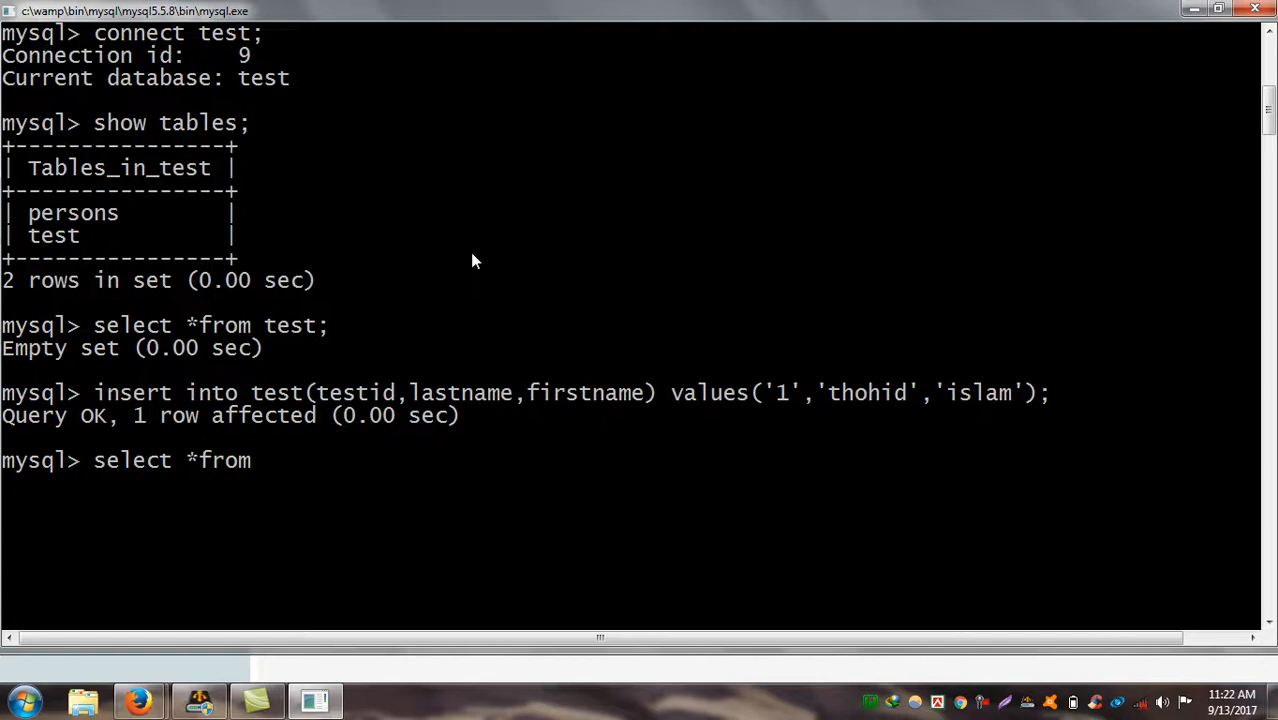 c:\wamp\bin\mysql\mysql5.5.8\bin\mysql.exe
mysql> connect test;
Connection id:    9
Current database: test
mysql> show tables;
+----------------+
| Tables_in_test |
+----------------+
| persons        |
| test           |
+----------------+
2 rows in set (0.00 sec)
mysql> select *from test;
Empty set (0.00 sec)
mysql> insert into test(testid,lastname,firstname) values('1','thohid','islam');
Query OK, 1 row affected (0.00 sec)
mysql> select *from
11:22 AM
9/13/2017